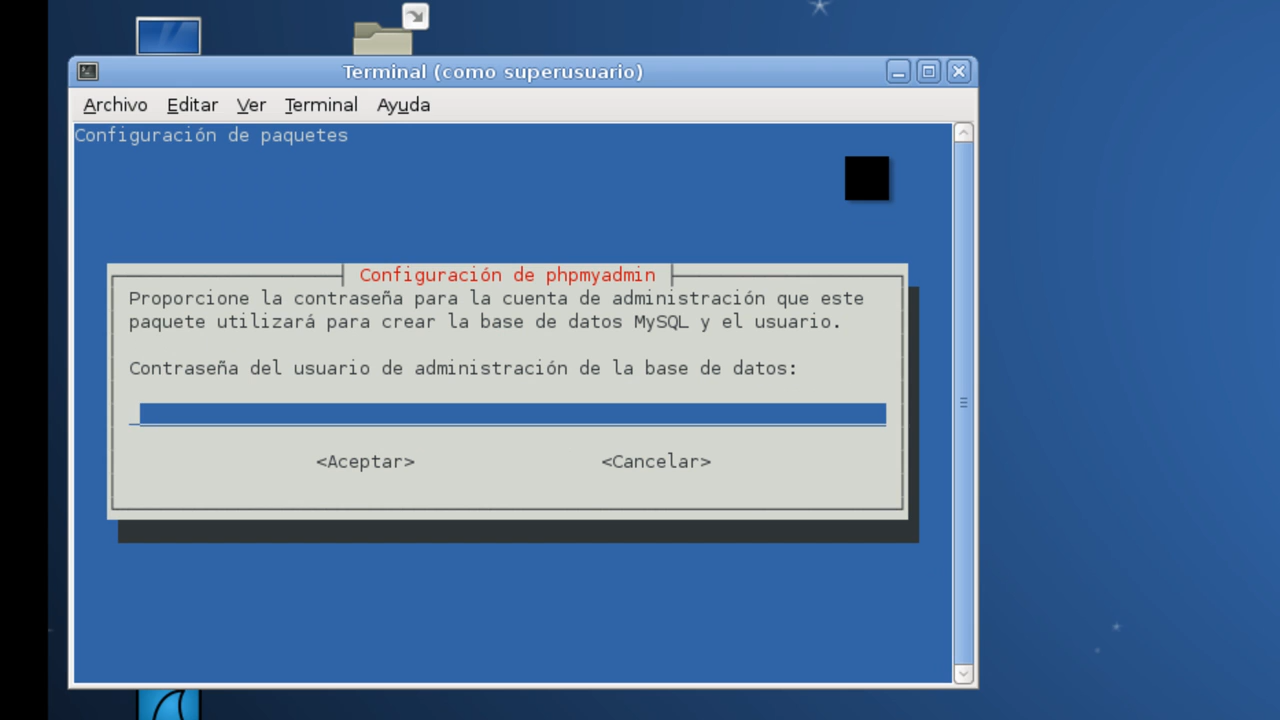 Terminal (como superusuario)
Archivo Editar Ver Terminal Ayuda
Configuración de paquetes
Configuración de phpmyadmin
Proporcione la contraseña para la cuenta de administración que este
paquete utilizará para crear la base de datos MySQL y el usuario.
Contraseña del usuario de administración de la base de datos:
<Aceptar> <Cancelar>